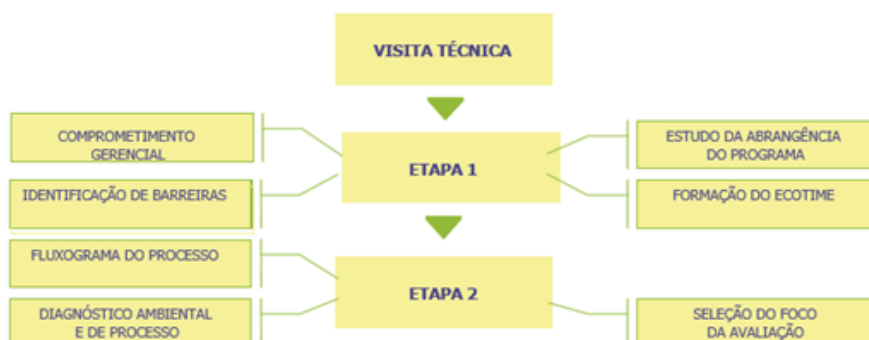 VISITA TÉCNICA
COMPROMETIMENTO
GERENCIAL
ETAPA 1
ESTUDO DA ABRANGÊNCIA
DO PROGRAMA
IDENTIFICAÇÃO DE BARREIRAS
FORMAÇÃO DO ECOTIME
FLUXOGRAMA DO PROCESSO
ETAPA 2
DIAGNÓSTICO AMBIENTAL
E DE PROCESSO
SELEÇÃO DO FOCO
DA AVALIAÇÃO